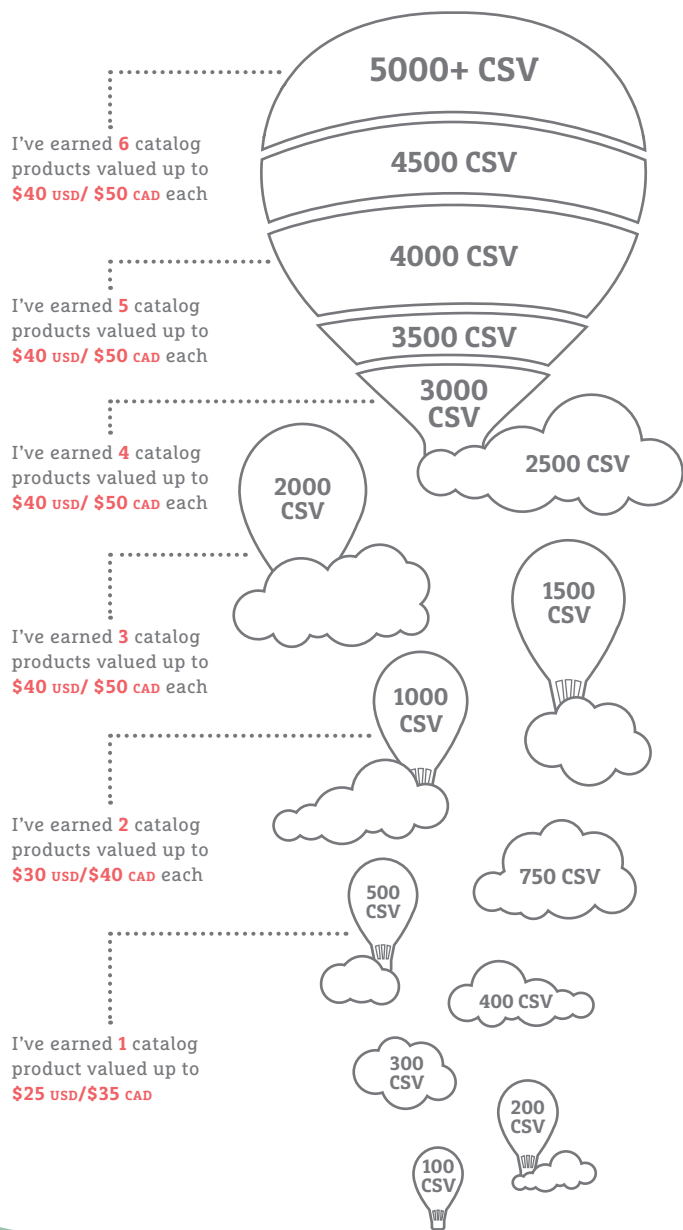 5000+ CSV
I've earned 6 catalog
products valued up to
$40 USD/ $50 CAD each
4500 CSV
4000 CSV
I've earned 5 catalog
products valued up to
$40 USD/ $50 CAD each
3500 CSV
3000
CSV
I've earned 4 catalog
products valued up to
$40 USD/ $50 CAD each
2500 CSV
2000
CSV
1500
CSV
I've earned 3 catalog
products valued up to
$40 USD/ $50 CAD each
1000
CSV
I've earned 2 catalog
products valued up to
$30 USD/$40 CAD each
750 CSV
500
CSV
400 CSV
I've earned 1 catalog
product valued up to
$25 USD/$35 CAD
300
CSV
200
CSV
100
CSV